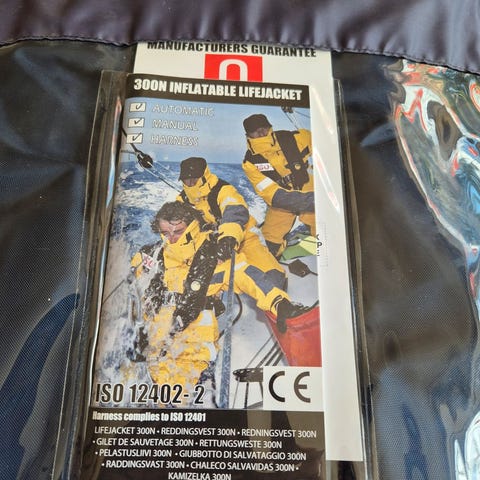 MANUFACTURERS GUARANTEE
300N INFLATABLE LIFEJACKET
AUTOMATIC
MANUAL
HARNESS
ISO 12402-2
CE
Harness complies to ISO 12401
LIFEJACKET 300N • REDDINGSVEST 300N • REDNINGSVEST 300N
• GILET DE SAUVETAGE 300N • RETTUNGSWESTE 300N
• PELASTUSLIIVI 300N • GIUBBOTTO DI SALVAGGIO 300N
• RADDINGSVAST 300N • CHALECO SALVAVIDAS 300N •
KAMIZELKA 300N